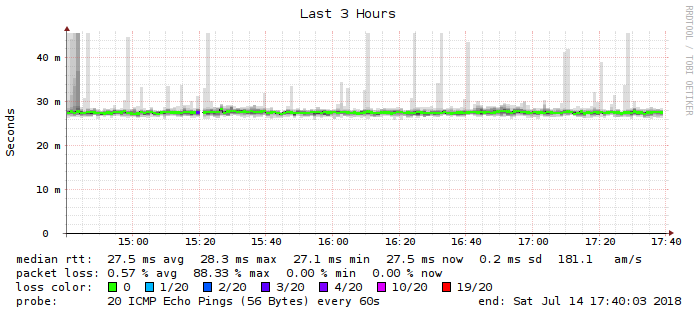 Last 3 Hours
RRDTOOL / TOBI OETIKER
Seconds
40 m
30 m
20 m
10 m
0
15:00 15:20 15:40 16:00 16:20 16:40 17:00 17:20 17:40
median rtt: 27.5 ms avg 28.3 ms max 27.1 ms min 27.5 ms now 0.2 ms sd 181.1 am/s
packet loss: 0.57 % avg 88.33 % max 0.00 % min 0.00 % now
loss color: 0 1/20 2/20 3/20 4/20 10/20 19/20
probe: 20 ICMP Echo Pings (56 Bytes) every 60s end: Sat Jul 14 17:40:03 2018